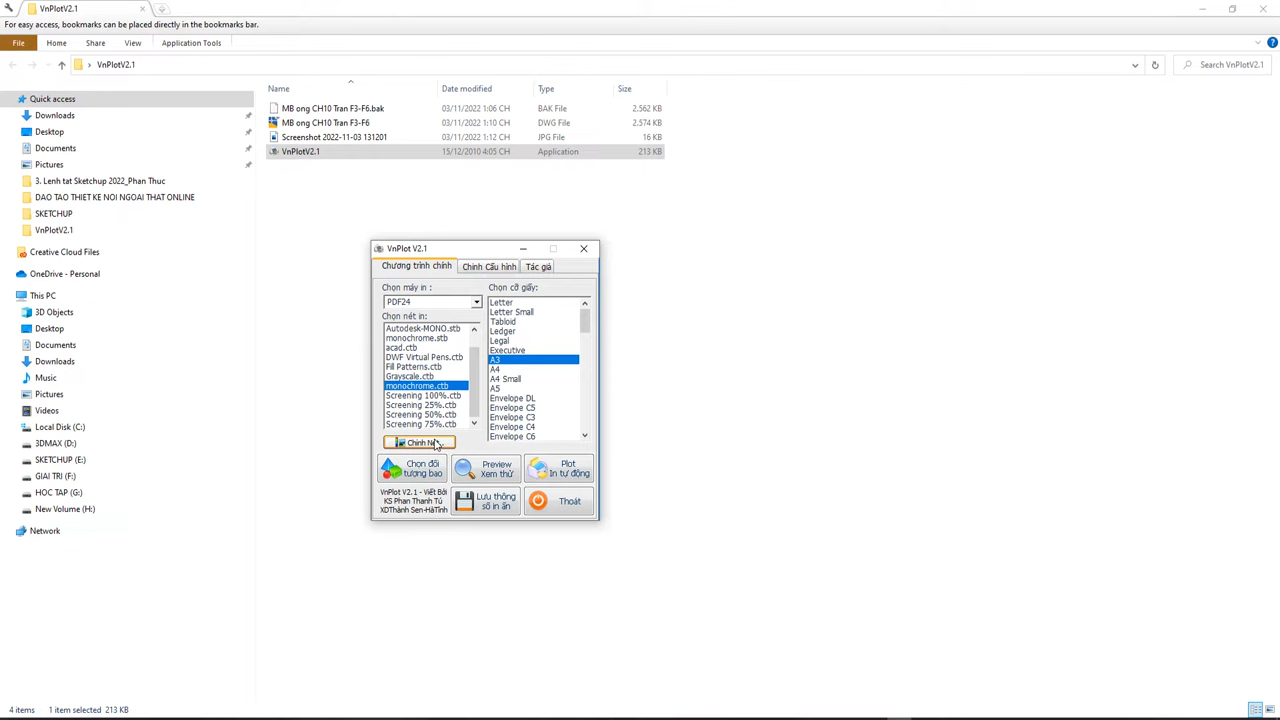 VnPlotV2.1
For easy access, bookmarks can be placed directly in the bookmarks bar.
File Home Share View Application Tools
VnPlotV2.1 Search VnPlotV2.1
Name Date modified Type Size
MB ong CH10 Tran F3-F6.bak 03/11/2022 1:06 CH BAK File 2.562 KB
MB ong CH10 Tran F3-F6 03/11/2022 1:10 CH DWG File 2.574 KB
Screenshot 2022-11-03 131201 03/11/2022 1:12 CH JPG File 16 KB
VnPlotV2.1 15/12/2010 4:05 CH Application 213 KB
Quick access
Downloads
Desktop
Documents
Pictures
3. Lenh tat Sketchup 2022_Phan Thuc
DAO TAO THIET KE NOI NGOAI THAT ONLINE
SKETCHUP
VnPlotV2.1
Creative Cloud Files
OneDrive - Personal
This PC
3D Objects
Desktop
Documents
Downloads
Music
Pictures
Videos
Local Disk (C:)
3DMAX (D:)
SKETCHUP (E:)
GIAI TRI (F:)
HOC TAP (G:)
New Volume (H:)
Network
VnPlot V2.1
Chương trình chính Chỉnh Cấu hình Tác giả
Chọn máy in :
PDF24
Chọn nét in:
Autodesk-MONO.stb
monochrome.stb
acad.ctb
DWF Virtual Pens.ctb
Fill Patterns.ctb
Grayscale.ctb
monochrome.ctb
Screening 100%.ctb
Screening 25%.ctb
Screening 50%.ctb
Screening 75%.ctb
Chọn cỡ giấy:
Letter
Letter Small
Tabloid
Ledger
Legal
Executive
A3
A4
A4 Small
A5
Envelope DL
Envelope C5
Envelope C3
Envelope C4
Envelope C6
Chỉnh
Chọn đối
tượng bao
Preview
Xem thử
Plot
In tự động
VnPlot V2.1 - Viết Bởi
KS Phan Thanh Tú
XDThành Sen-HàTĩnh
Lưu thông
số in ấn
Thoát
4 items 1 item selected 213 KB